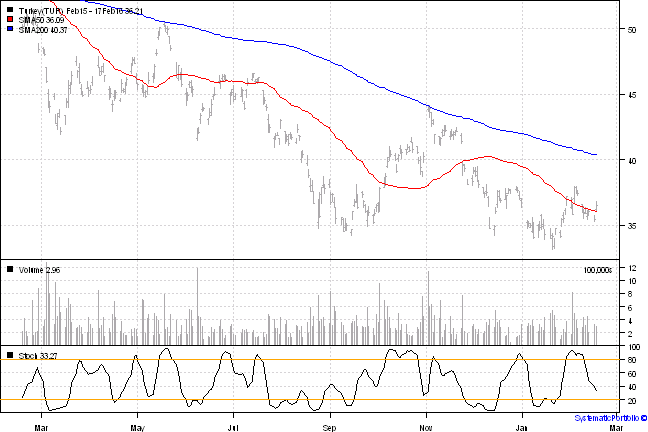 Turkey(TUR) Feb15 - 17Feb16 36.21
SMA50 36.09
SMA200 40.37
50
45
40
35
Volume 2.96
100,000s
12
10
8
6
4
2
Stoch 33.27
100
80
60
40
20
Mar May Jul Sep Nov Jan Mar
SystematicPortfolio ©